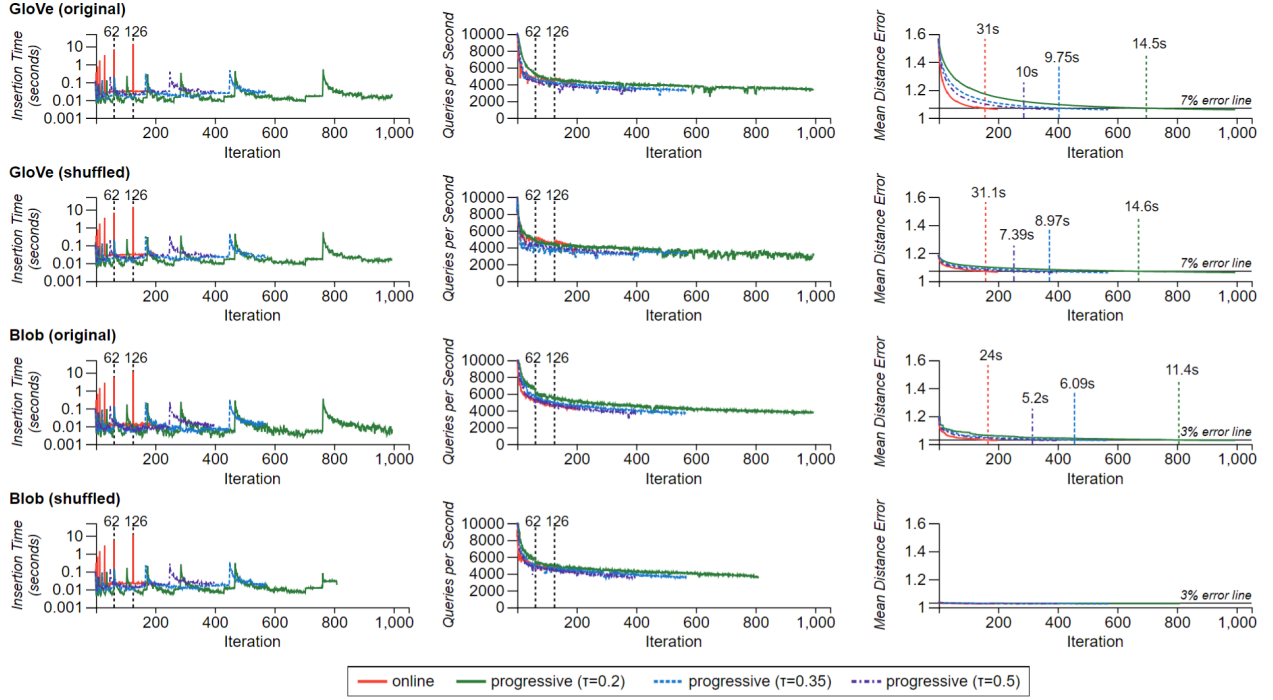 GloVe (original)
Insertion Time (seconds)
10
1
0.1
0.01
0.001
62 126
200 400 600 800 1,000
Iteration
Queries per Second
10000
8000
6000
4000
2000
0
62 126
200 400 600 800 1,000
Iteration
Mean Distance Error
1.6
1.4
1.2
1
31s
10s
9.75s
14.5s
7% error line
200 400 600 800 1,000
Iteration
GloVe (shuffled)
Insertion Time (seconds)
10
1
0.1
0.01
0.001
62 126
200 400 600 800 1,000
Iteration
Queries per Second
10000
8000
6000
4000
2000
0
62 126
200 400 600 800 1,000
Iteration
Mean Distance Error
1.6
1.4
1.2
1
31.1s
7.39s
8.97s
14.6s
7% error line
200 400 600 800 1,000
Iteration
Blob (original)
Insertion Time (seconds)
10
1
0.1
0.01
0.001
62 126
200 400 600 800 1,000
Iteration
Queries per Second
10000
8000
6000
4000
2000
0
62 126
200 400 600 800 1,000
Iteration
Mean Distance Error
1.6
1.4
1.2
1
24s
5.2s
6.09s
11.4s
3% error line
200 400 600 800 1,000
Iteration
Blob (shuffled)
Insertion Time (seconds)
10
1
0.1
0.01
0.001
62 126
200 400 600 800 1,000
Iteration
Queries per Second
10000
8000
6000
4000
2000
0
62 126
200 400 600 800 1,000
Iteration
Mean Distance Error
1.6
1.4
1.2
1
3% error line
200 400 600 800 1,000
Iteration
online progressive (τ=0.2) progressive (τ=0.35) progressive (τ=0.5)